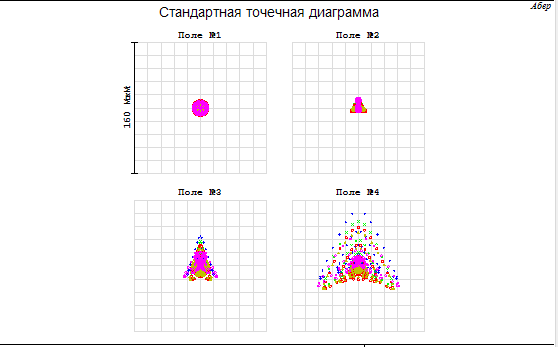 Абер
Стандартная точечная диаграмма
Поле №1
Поле №2
160 МкМ
Поле №3
Поле №4